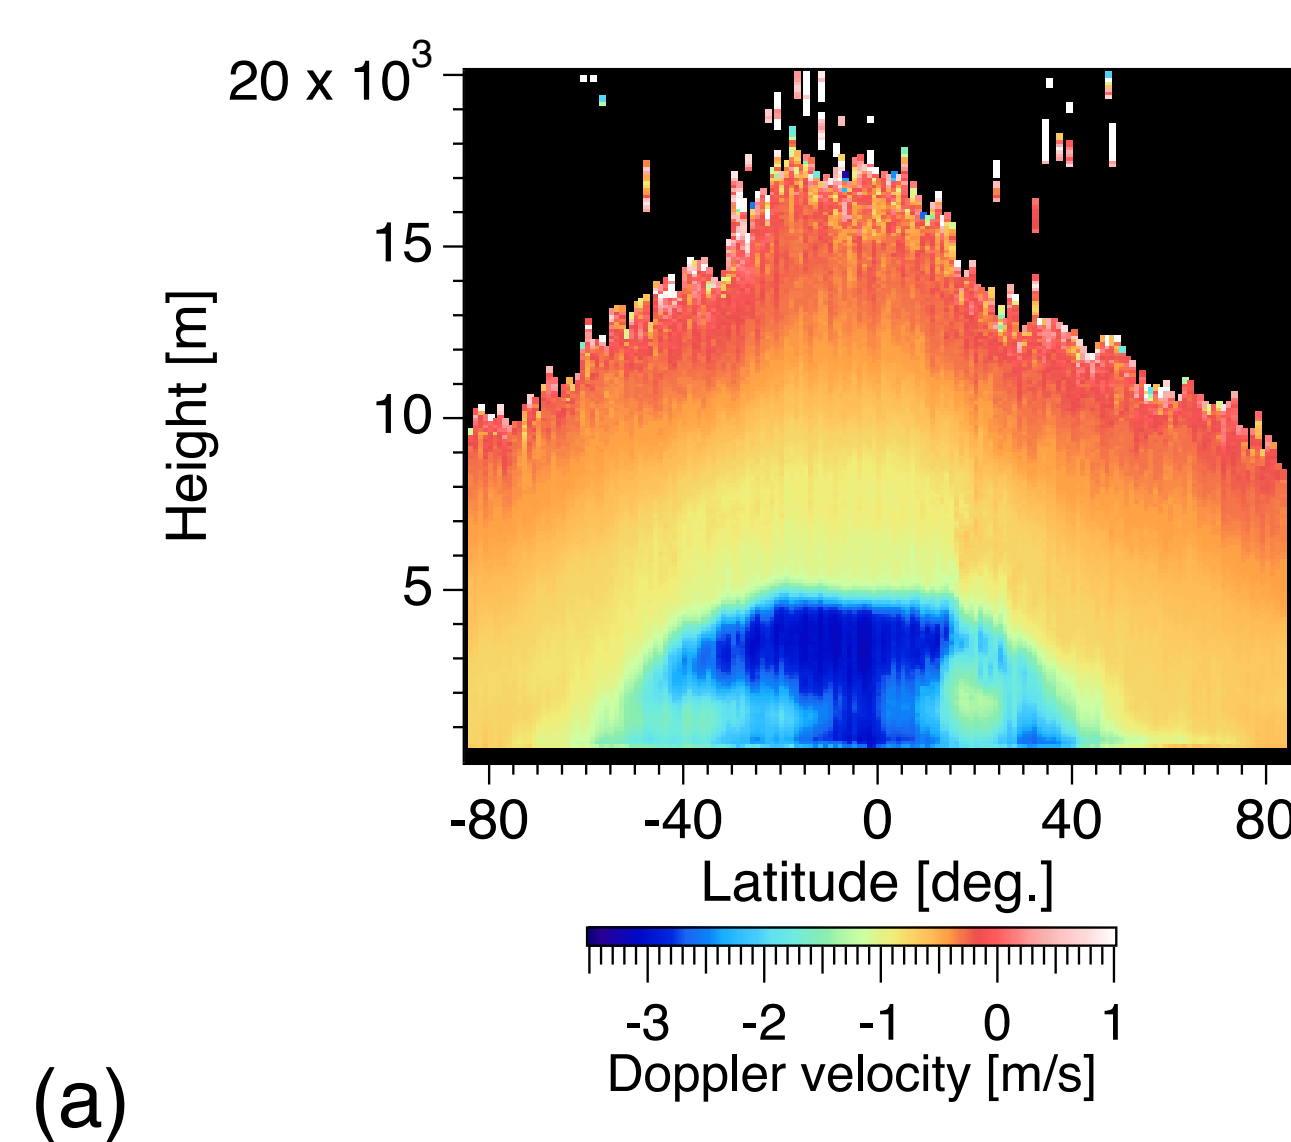 20 x 10³
15
10
5
Height [m]
-80 -40 0 40 80
Latitude [deg.]
-3 -2 -1 0 1
Doppler velocity [m/s]
(a)